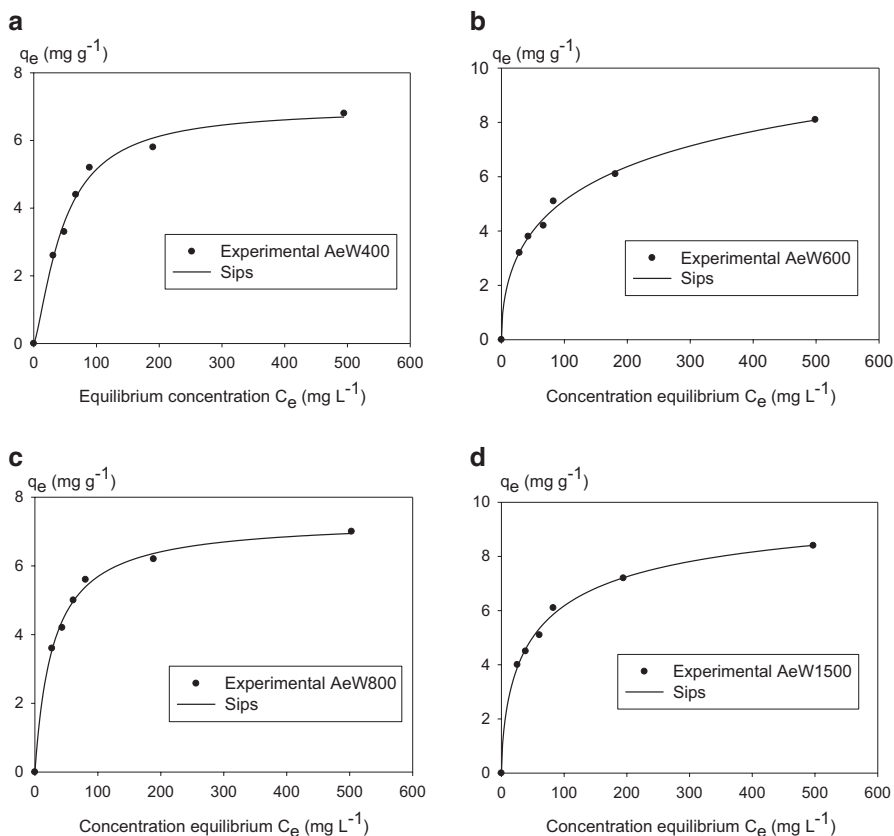 a
qe (mg g-1)
8
6
4
2
0
Experimental AeW400
Sips
0 100 200 300 400 500 600
Equilibrium concentration Ce (mg L-1)
b
qe (mg g-1)
10
8
6
4
2
0
Experimental AeW600
Sips
0 100 200 300 400 500 600
Concentration equilibrium Ce (mg L-1)
c
qe (mg g-1)
8
6
4
2
0
Experimental AeW800
Sips
0 100 200 300 400 500 600
Concentration equilibrium Ce (mg L-1)
d
qe (mg g-1)
10
8
6
4
2
0
Experimental AeW1500
Sips
0 100 200 300 400 500 600
Concentration equilibrium Ce (mg L-1)